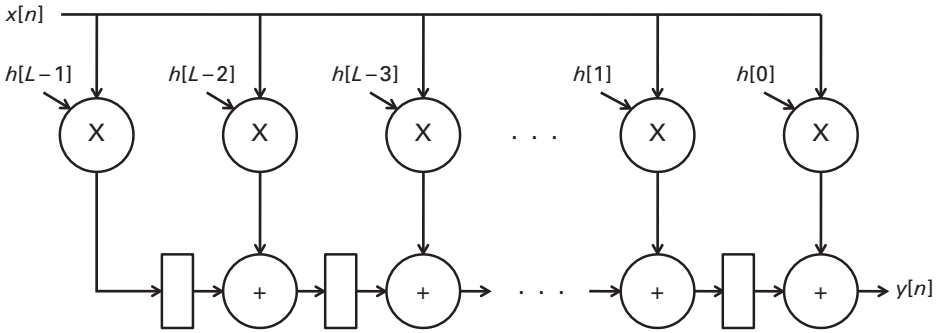 x[n]
h[L−1] h[L−2] h[L−3] h[1] h[0]
X X X . . . X X
+ + . . . + + y[n]